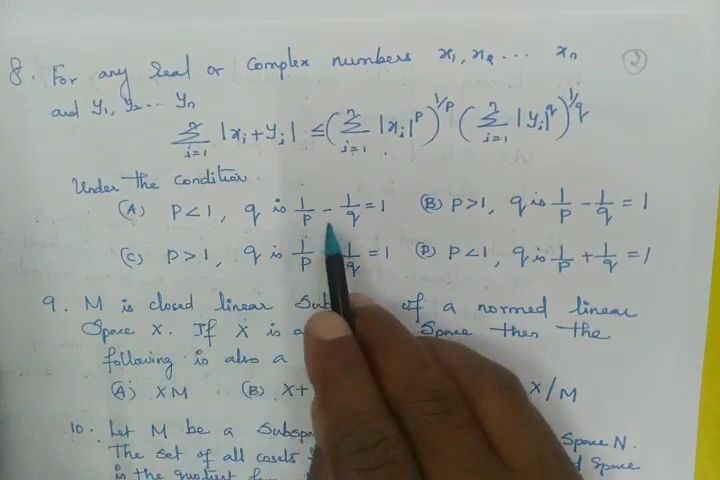 8. For any real or complex numbers x₁, x₂ ... xₙ (2)
and y₁, y₂ ... yₙ
n∑i=1 |xᵢ + yᵢ| ≤ (n∑i=1 |xᵢ|^p)^1/p (n∑i=1 |yᵢ|^q)^1/q
Under the condition.
(A) P<1, q is 1/p - 1/q = 1 (B) p>1, q is 1/p - 1/q = 1
(C) p>1, q is 1/p 1/q = 1 (D) p<1, q is 1/p + 1/q = 1
9. M is closed linear of a normed linear
Space X. If X is a Space then the
following is also a
(A) XM (B) X+ X/M
10. Let M be a Space N.
The set of all cosets Space
is the quotient